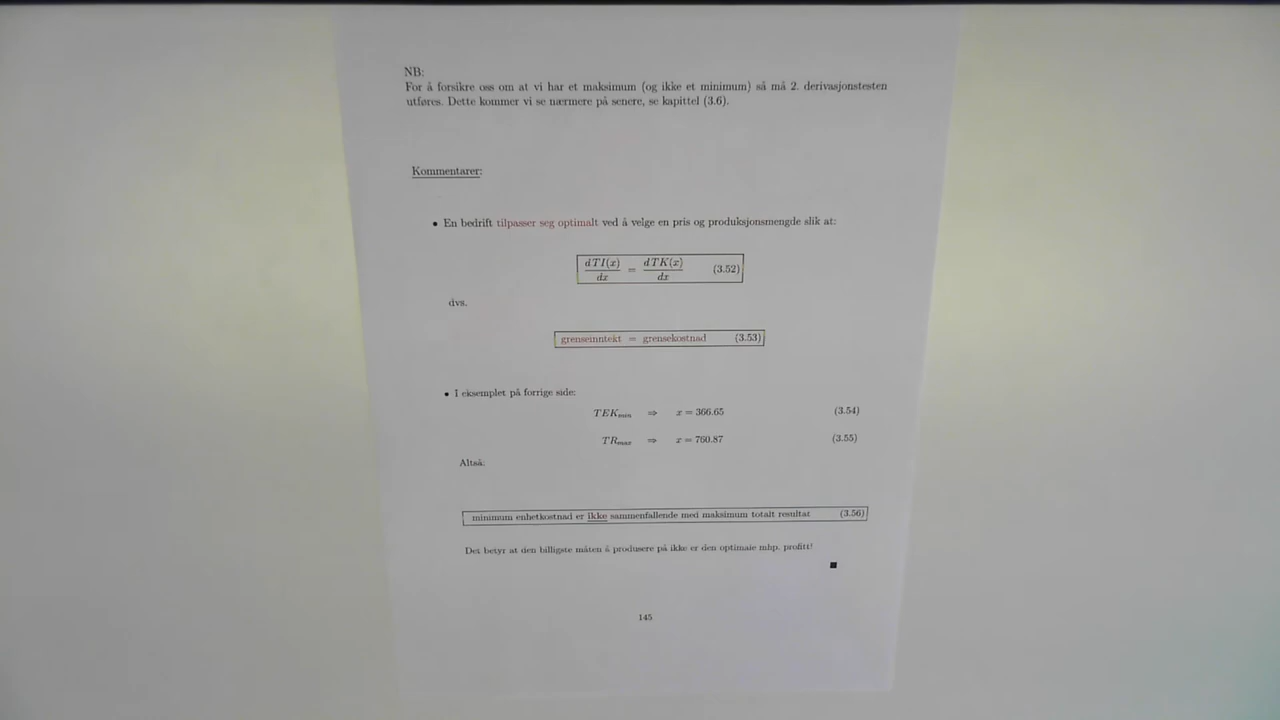 NB:
For å forsikre oss om at vi har et maksimum (og ikke et minimum) så må 2. derivasjonstesten
utføres. Dette kommer vi se nærmere på senere, se kapittel (3.6).
Kommentarer:
• En bedrift tilpasser seg optimalt ved å velge en pris og produksjonsmengde slik at:
dTI(x)/dx = dTK(x)/dx (3.52)
dvs.
grenseinntekt = grensekostnad (3.53)
• I eksemplet på forrige side:
TEK_min ⇒ x = 366.65 (3.54)
TR_max ⇒ x = 760.87 (3.55)
Altså:
minimum enhetkostnad er ikke sammenfallende med maksimum totalt resultat (3.56)
Det betyr at den billigste måten å produsere på ikke er den optimale mhp. profitt!
145